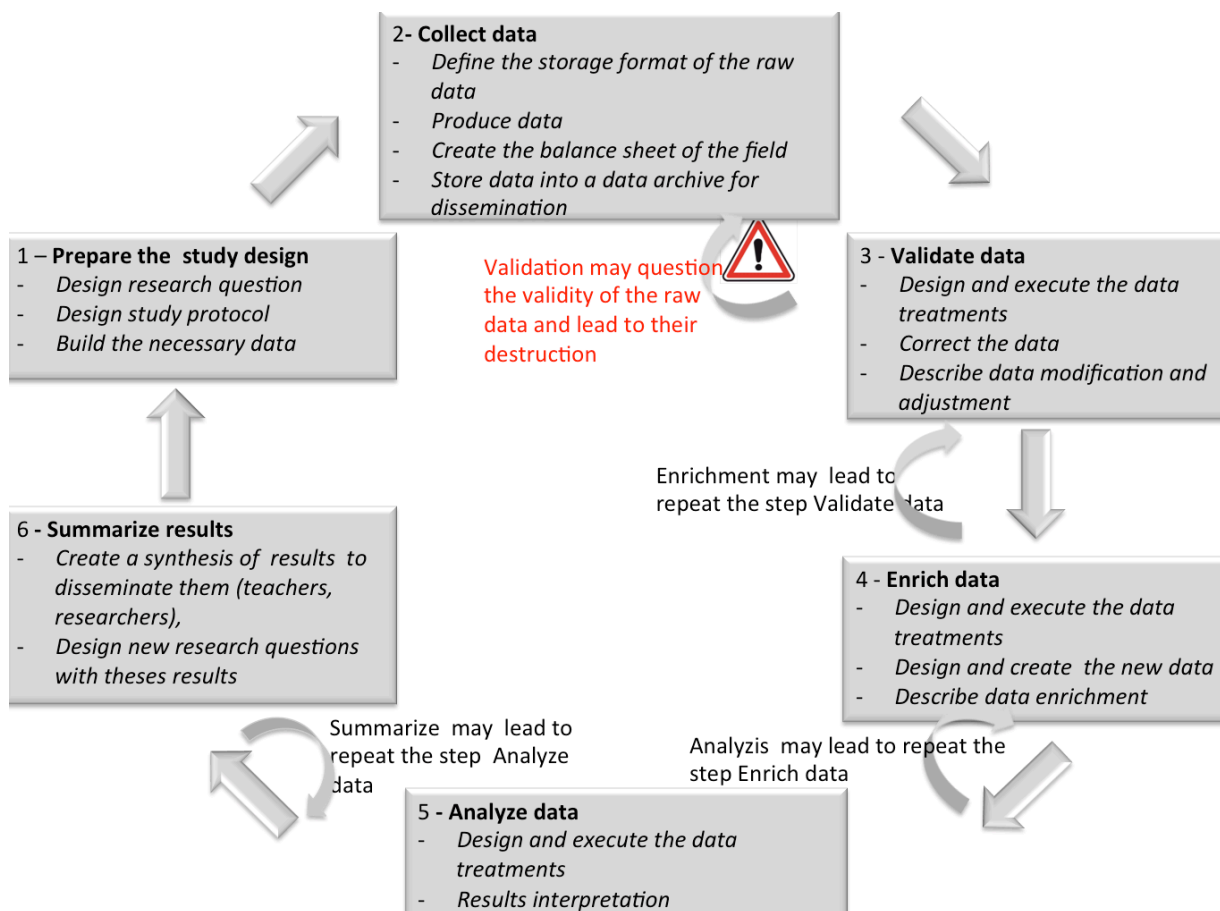 2- Collect data
- Define the storage format of the raw
data
- Produce data
- Create the balance sheet of the field
- Store data into a data archive for
dissemination
1 – Prepare the study design
- Design research question
- Design study protocol
- Build the necessary data
Validation may question
the validity of the raw
data and lead to their
destruction
3 - Validate data
- Design and execute the data
treatments
- Correct the data
- Describe data modification and
adjustment
Enrichment may lead to
repeat the step Validate data
6 - Summarize results
- Create a synthesis of results to
disseminate them (teachers,
researchers),
- Design new research questions
with theses results
4 - Enrich data
- Design and execute the data
treatments
- Design and create the new data
- Describe data enrichment
Summarize may lead to
repeat the step Analyze
data
Analyzis may lead to repeat the
step Enrich data
5 - Analyze data
- Design and execute the data
treatments
- Results interpretation